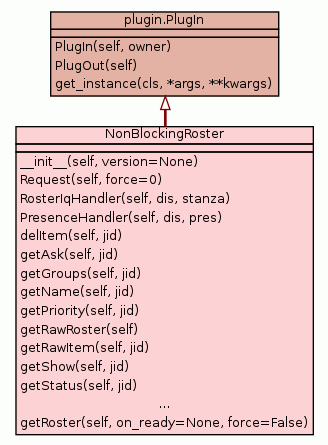 plugin.PlugIn
PlugIn(self, owner)
PlugOut(self)
get_instance(cls, *args, **kwargs)
NonBlockingRoster
__init__(self, version=None)
Request(self, force=0)
RosterIqHandler(self, dis, stanza)
PresenceHandler(self, dis, pres)
delItem(self, jid)
getAsk(self, jid)
getGroups(self, jid)
getName(self, jid)
getPriority(self, jid)
getRawRoster(self)
getRawItem(self, jid)
getShow(self, jid)
getStatus(self, jid)
...
getRoster(self, on_ready=None, force=False)